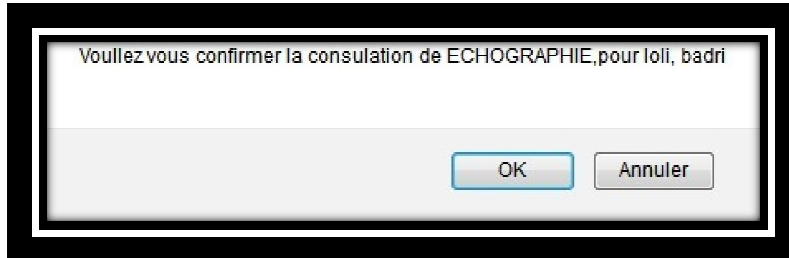 Voullez vous confirmer la consulation de ECHOGRAPHIE,pour loli, badri
OK
Annuler